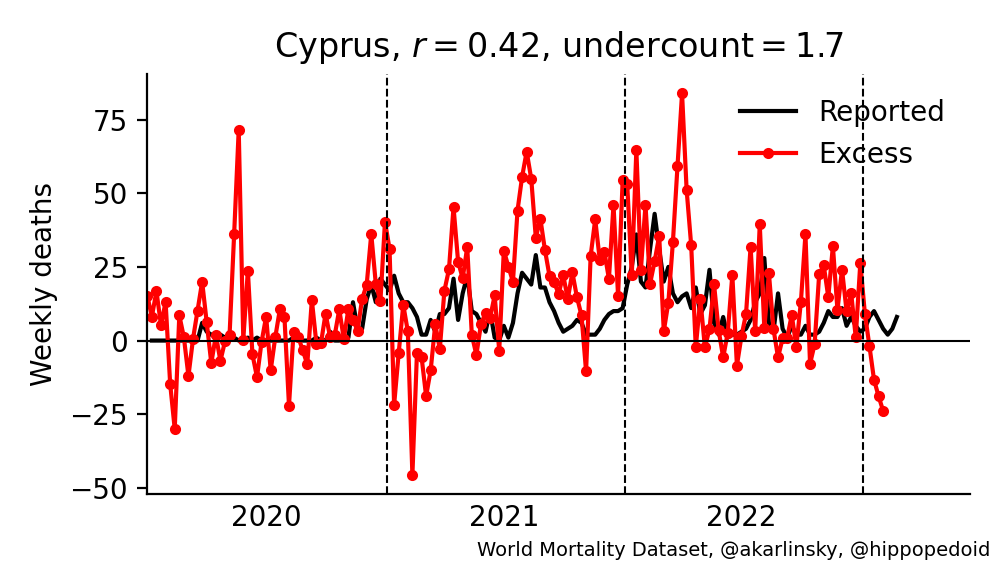 Cyprus, r = 0.42, undercount = 1.7
Weekly deaths
75
50
25
0
−25
−50
Reported
Excess
2020 2021 2022
World Mortality Dataset, @akarlinsky, @hippopedoid